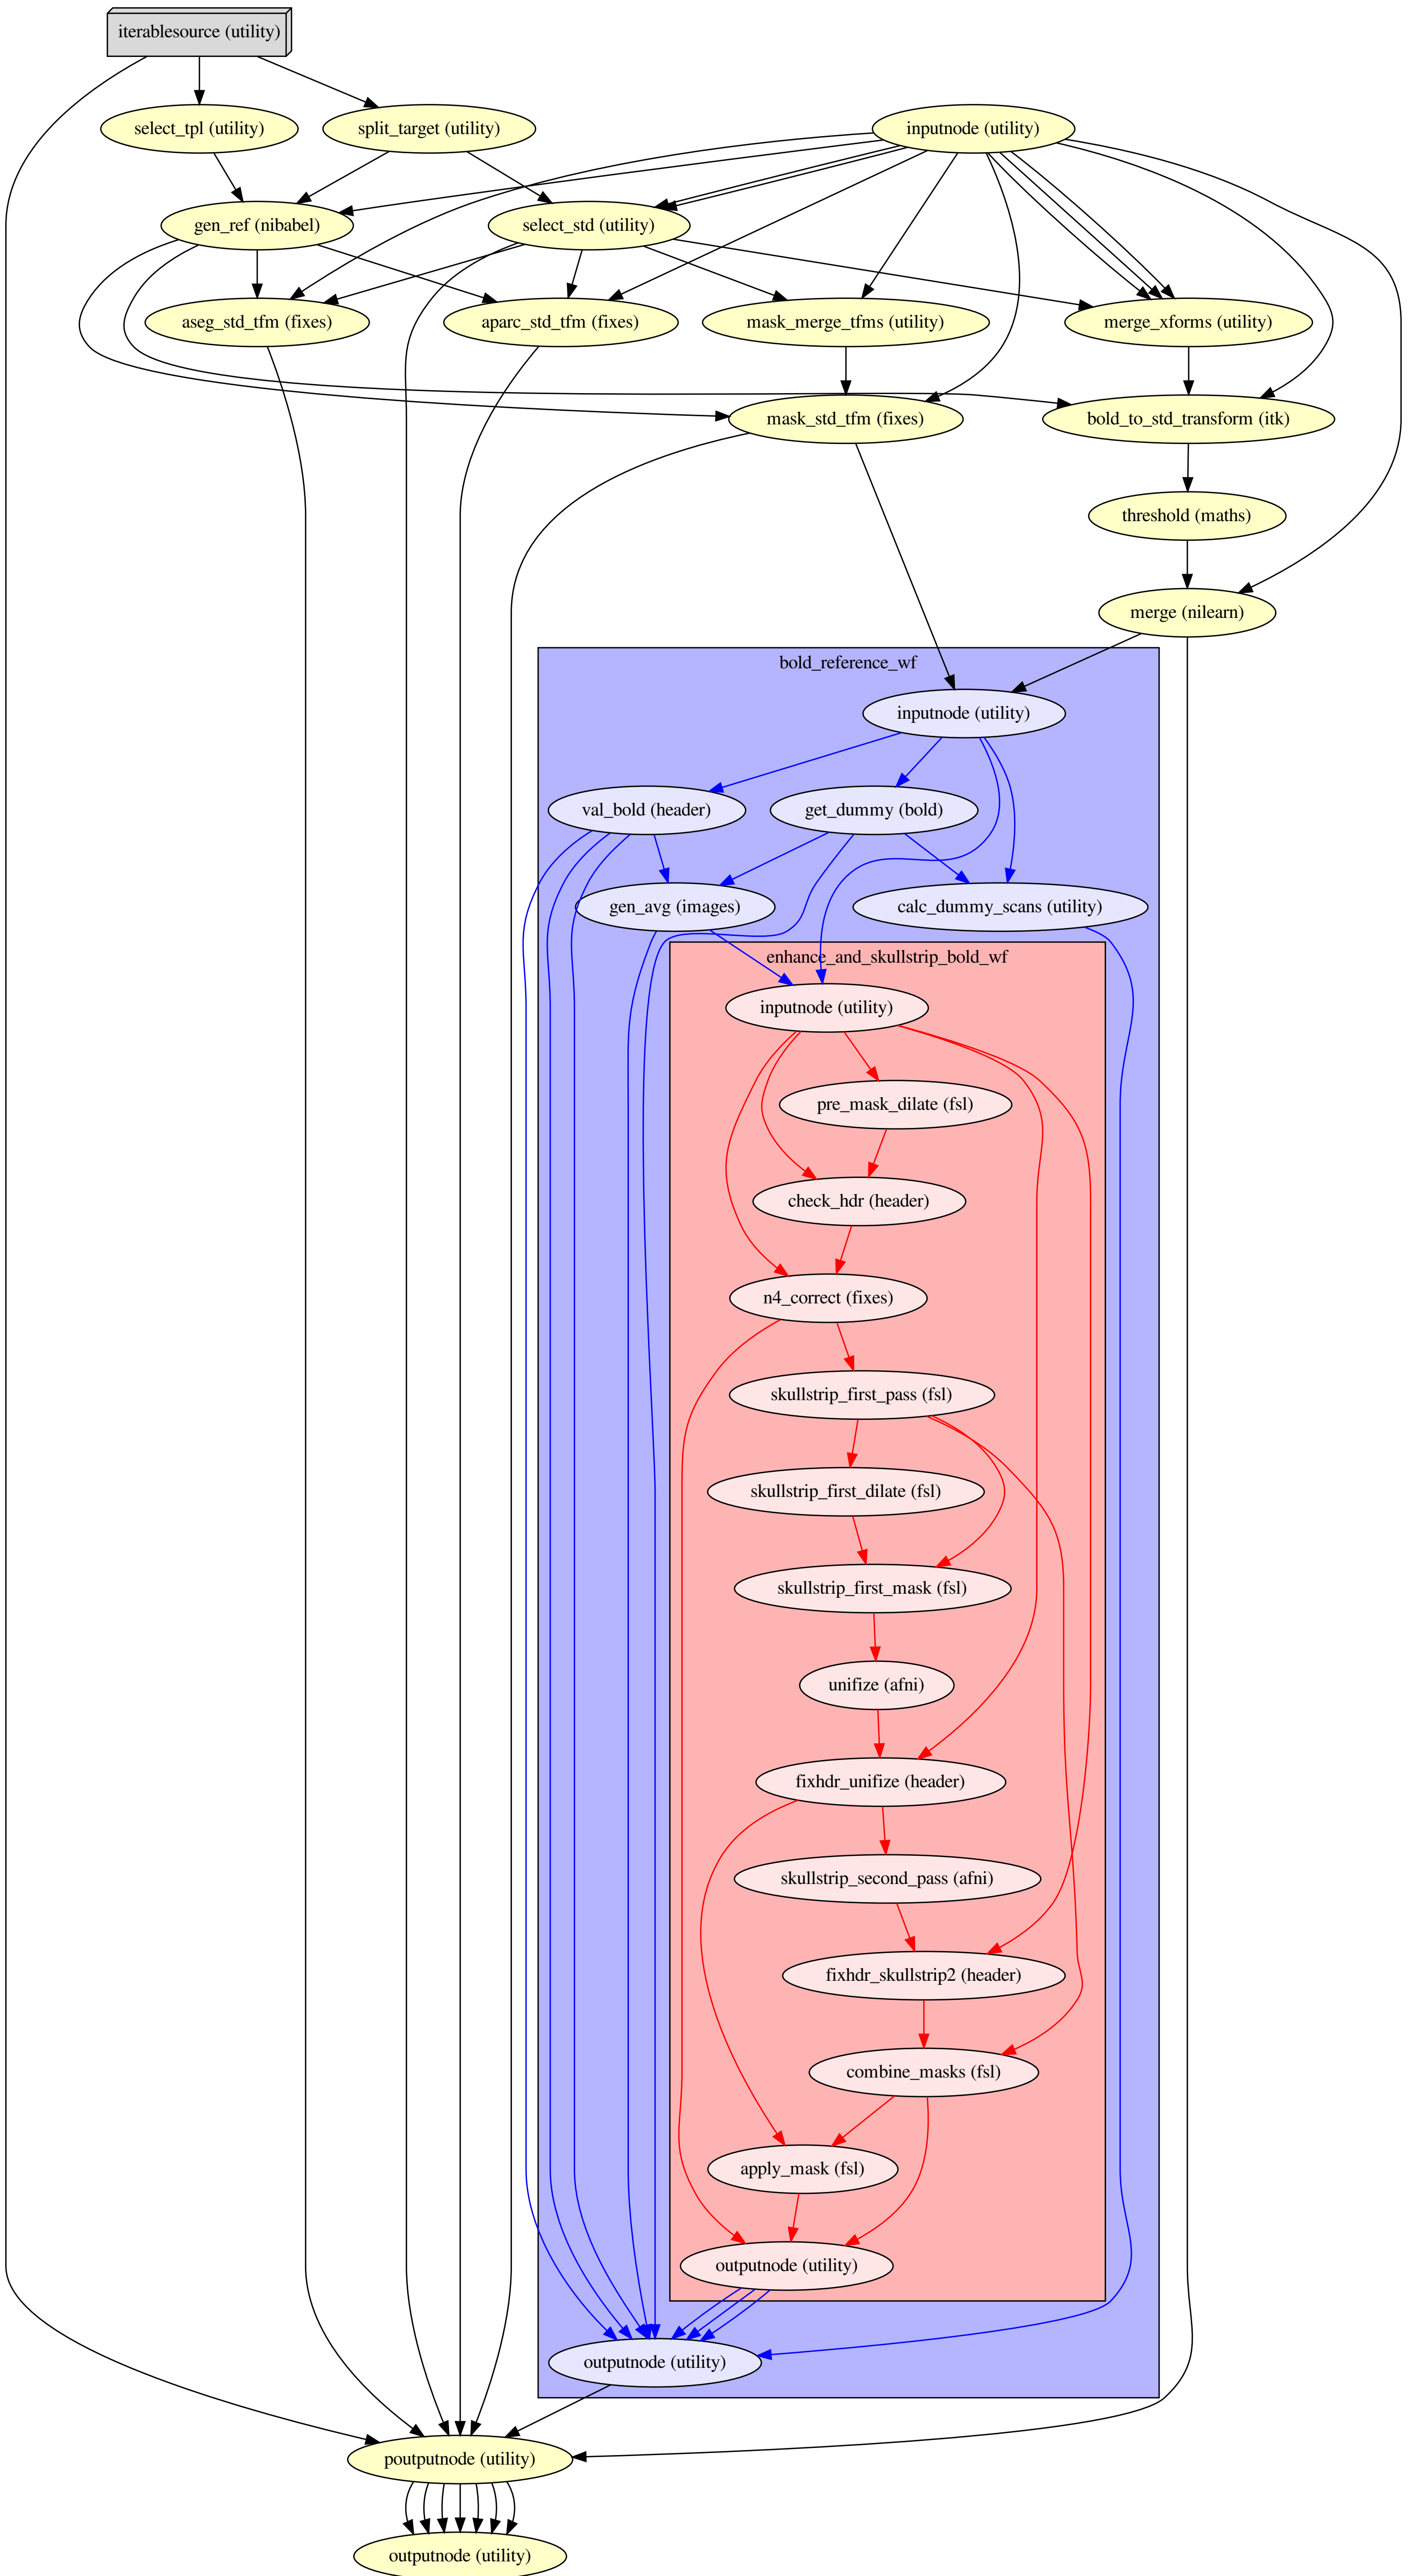 iterablesource (utility)
select_tpl (utility)
split_target (utility)
inputnode (utility)
gen_ref (nibabel)
select_std (utility)
aseg_std_tfm (fixes)
aparc_std_tfm (fixes)
mask_merge_tfms (utility)
merge_xforms (utility)
mask_std_tfm (fixes)
bold_to_std_transform (itk)
threshold (maths)
merge (nilearn)
bold_reference_wf
inputnode (utility)
val_bold (header)
get_dummy (bold)
gen_avg (images)
calc_dummy_scans (utility)
enhance_and_skullstrip_bold_wf
inputnode (utility)
pre_mask_dilate (fsl)
check_hdr (header)
n4_correct (fixes)
skullstrip_first_pass (fsl)
skullstrip_first_dilate (fsl)
skullstrip_first_mask (fsl)
unifize (afni)
fixhdr_unifize (header)
skullstrip_second_pass (afni)
fixhdr_skullstrip2 (header)
combine_masks (fsl)
apply_mask (fsl)
outputnode (utility)
outputnode (utility)
poutputnode (utility)
outputnode (utility)